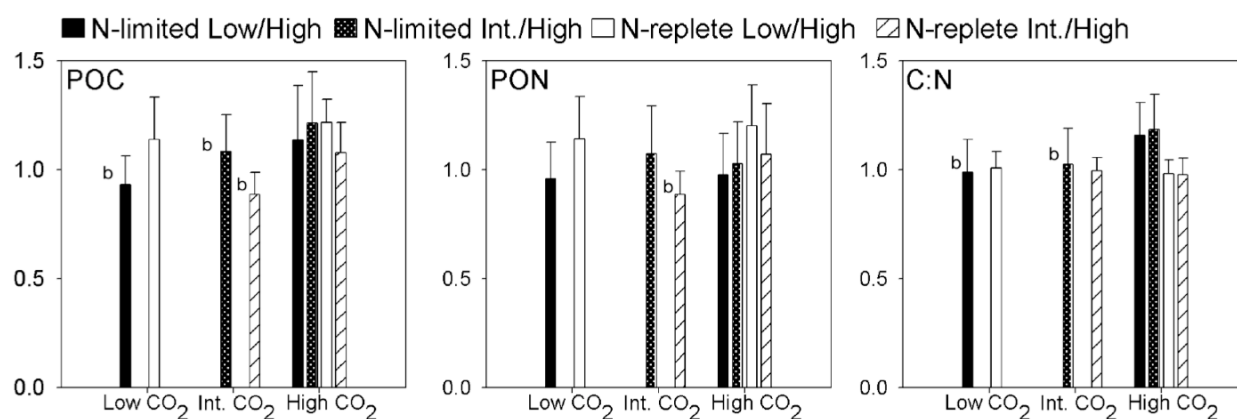 N-limited Low/High N-limited Int./High N-replete Low/High N-replete Int./High
POC
1.5
1.0
0.5
0.0
b
b
b
Low CO2 Int. CO2 High CO2
PON
1.5
1.0
0.5
0.0
b
Low CO2 Int. CO2 High CO2
C:N
1.5
1.0
0.5
0.0
b
b
Low CO2 Int. CO2 High CO2